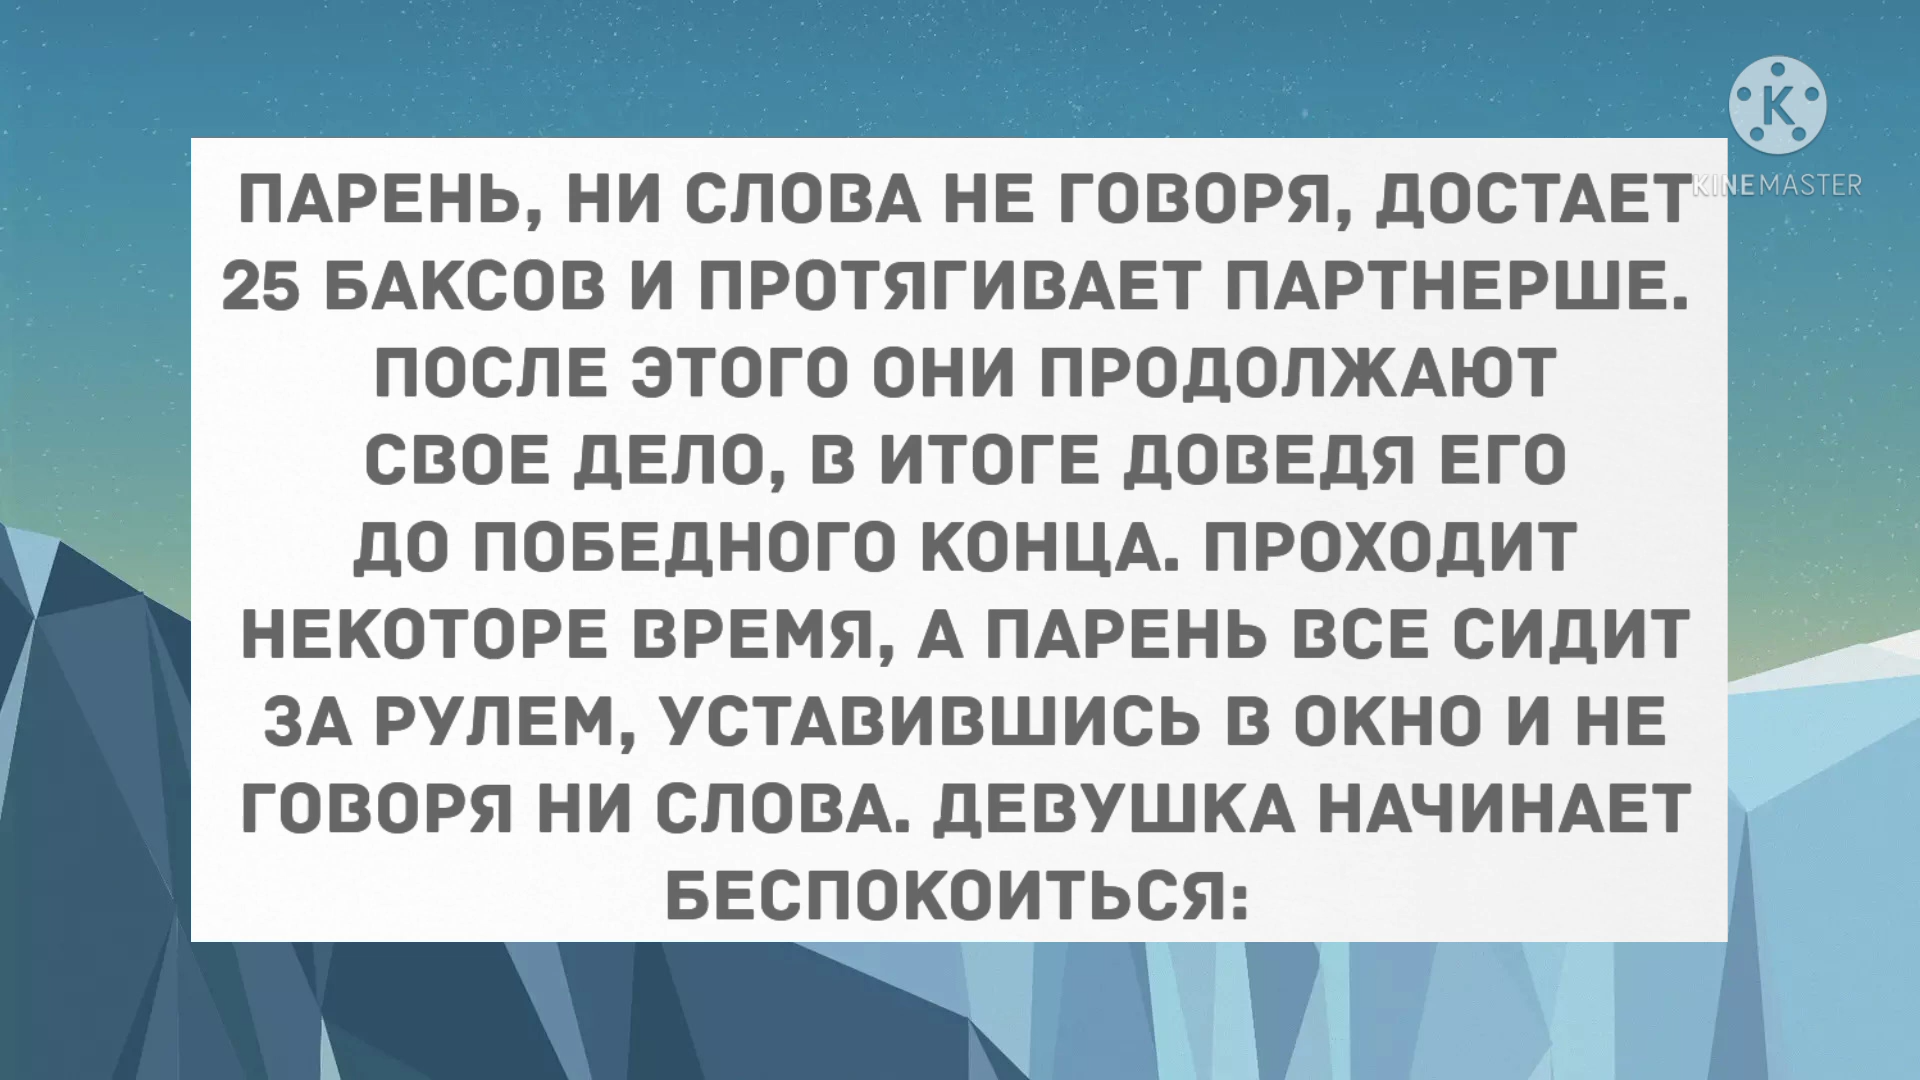 ПАРЕНЬ, НИ СЛОВА НЕ ГОВОРЯ, ДОСТАЕТ
25 БАКСОВ И ПРОТЯГИВАЕТ ПАРТНЕРШЕ.
ПОСЛЕ ЭТОГО ОНИ ПРОДОЛЖАЮТ
СВОЕ ДЕЛО, В ИТОГЕ ДОВЕДЯ ЕГО
ДО ПОБЕДНОГО КОНЦА. ПРОХОДИТ
НЕКОТОРЕ ВРЕМЯ, А ПАРЕНЬ ВСЕ СИДИТ
ЗА РУЛЕМ, УСТАВИВШИСЬ В ОКНО И НЕ
ГОВОРЯ НИ СЛОВА. ДЕВУШКА НАЧИНАЕТ
БЕСПОКОИТЬСЯ:
K
KINEMASTER